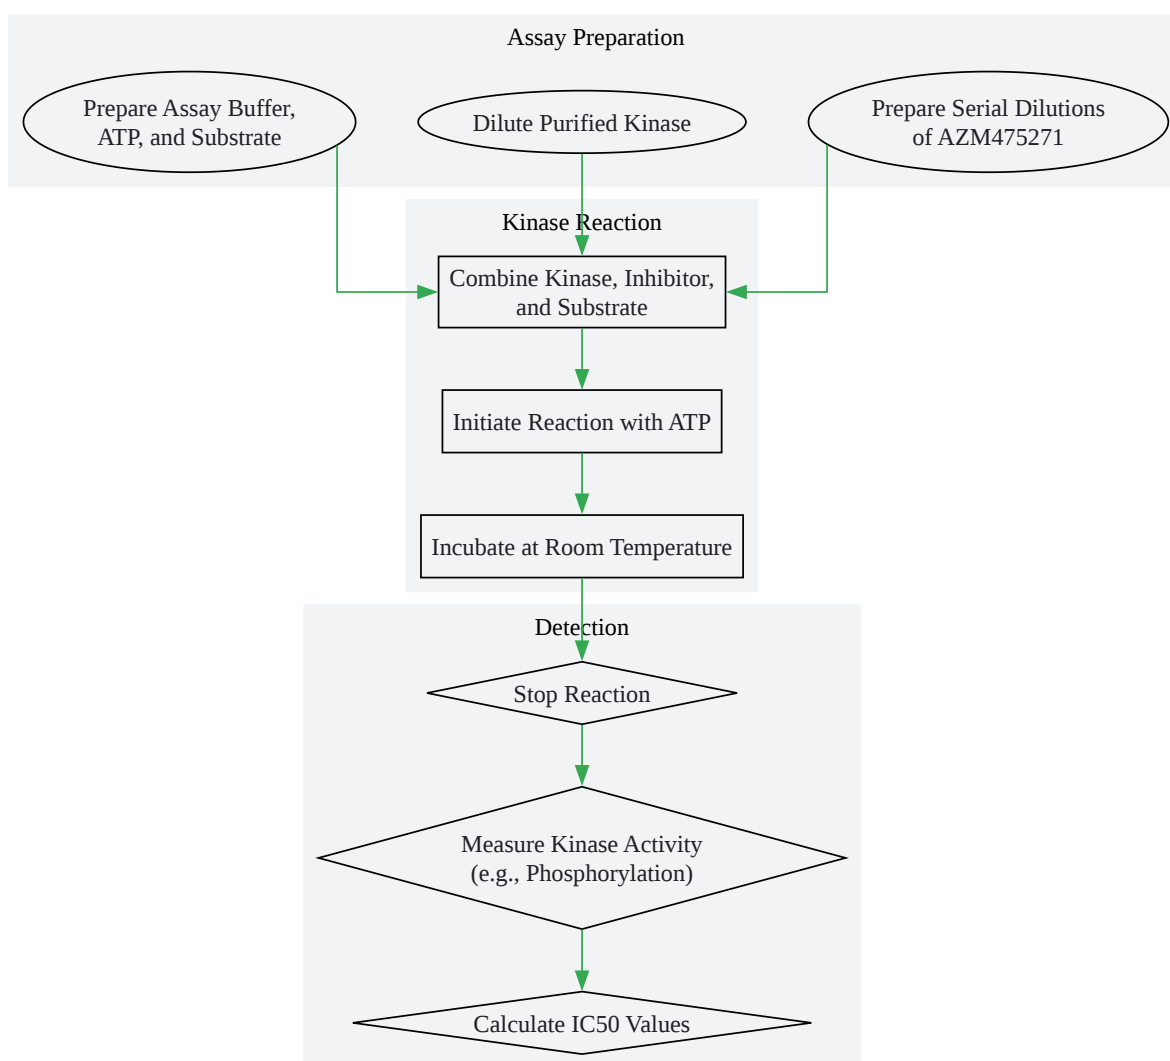 Assay Preparation
Prepare Assay Buffer,
ATP, and Substrate
Dilute Purified Kinase
Prepare Serial Dilutions
of AZM475271
Kinase Reaction
Combine Kinase, Inhibitor,
and Substrate
Initiate Reaction with ATP
Incubate at Room Temperature
Detection
Stop Reaction
Measure Kinase Activity
(e.g., Phosphorylation)
Calculate IC50 Values